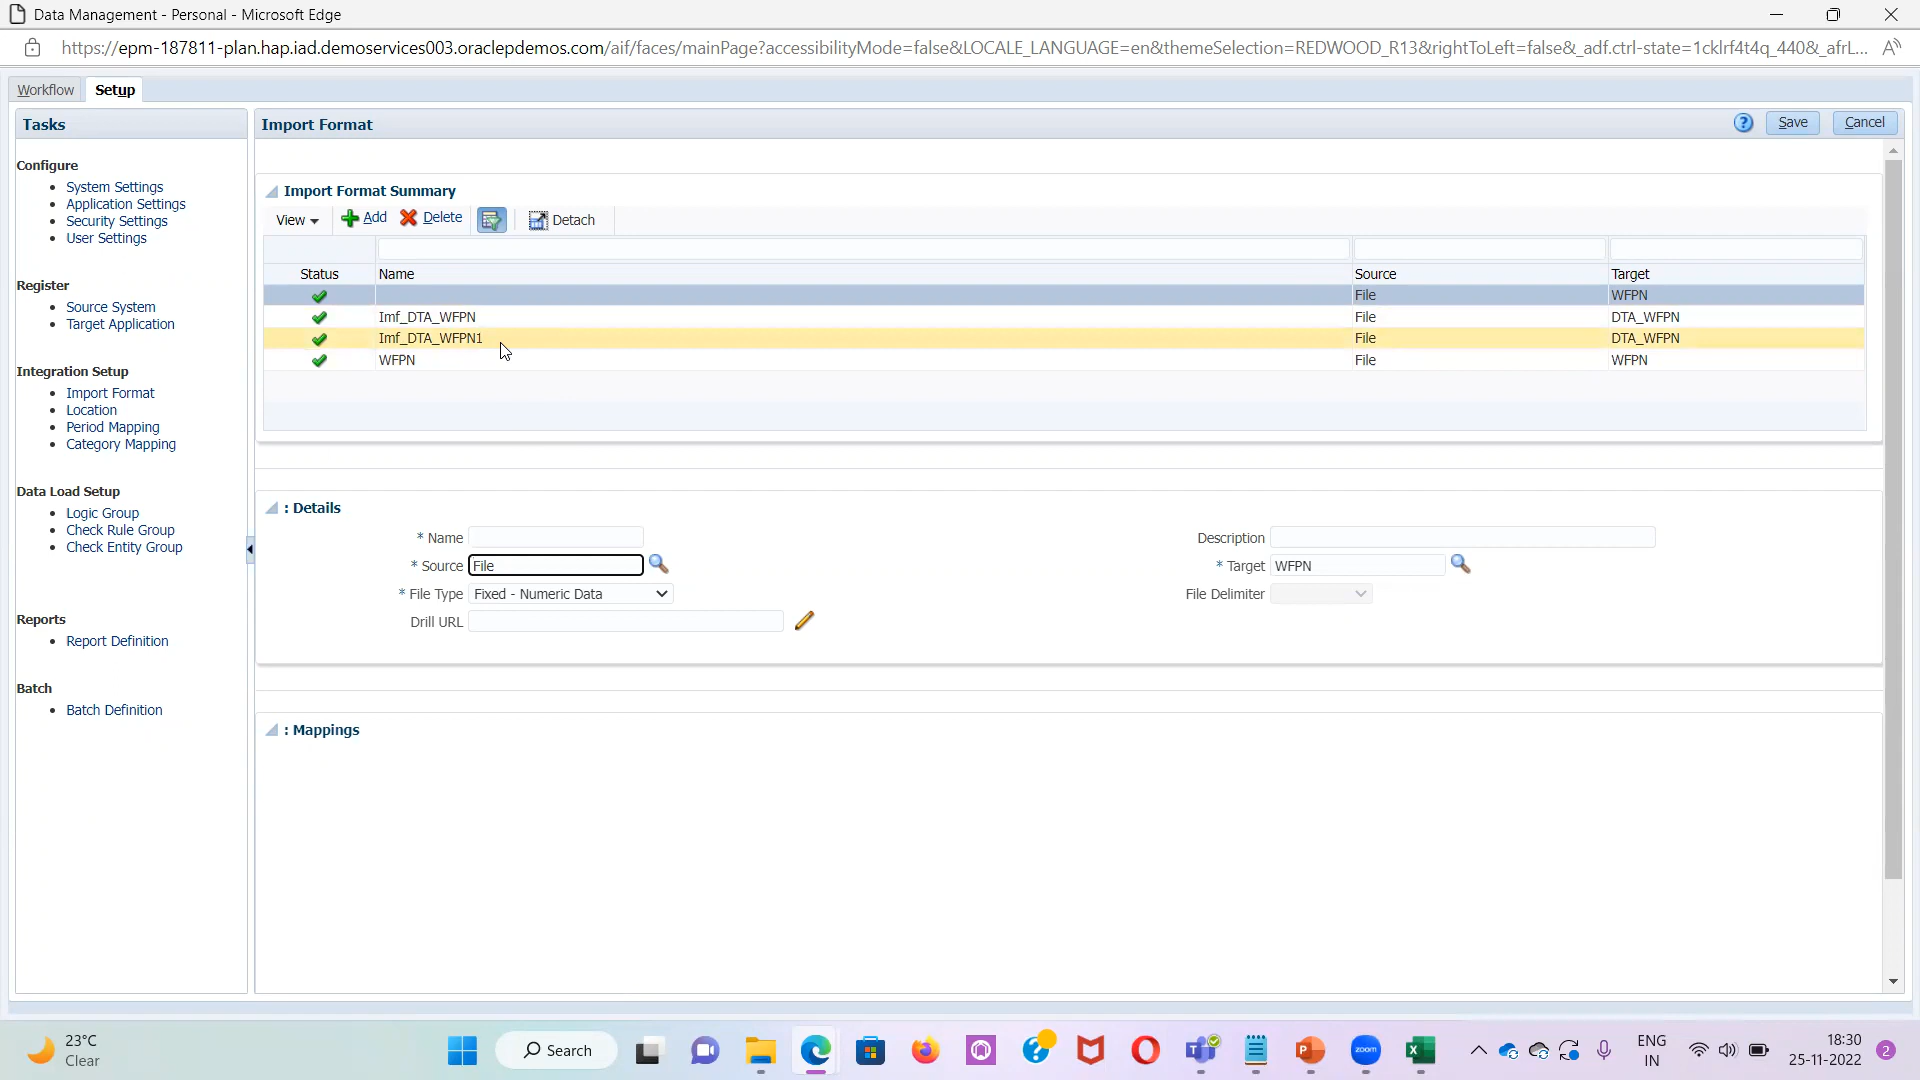 Data Management - Personal - Microsoft Edge
https://epm-187811-plan.hap.iad.demoservices003.oraclepdemos.com/aif/faces/mainPage?accessibilityMode=false&LOCALE_LANGUAGE=en&themeSelection=REDWOOD_R13&rightToLeft=false&_adf.ctrl-state=1cklrf4t4q_440&_afrL...
Workflow Setup
Tasks
Configure
System Settings
Application Settings
Security Settings
User Settings
Register
Source System
Target Application
Integration Setup
Import Format
Location
Period Mapping
Category Mapping
Data Load Setup
Logic Group
Check Rule Group
Check Entity Group
Reports
Report Definition
Batch
Batch Definition
Import Format
? Save Cancel
Import Format Summary
View Add Delete Detach
Status Name Source Target
File WFPN
Imf_DTA_WFPN File DTA_WFPN
Imf_DTA_WFPN1 File DTA_WFPN
WFPN File WFPN
: Details
* Name Description
* Source File * Target WFPN
* File Type Fixed - Numeric Data File Delimiter
Drill URL
: Mappings
23°C
Clear
Search
zoom
ENG
IN
18:30
25-11-2022
2